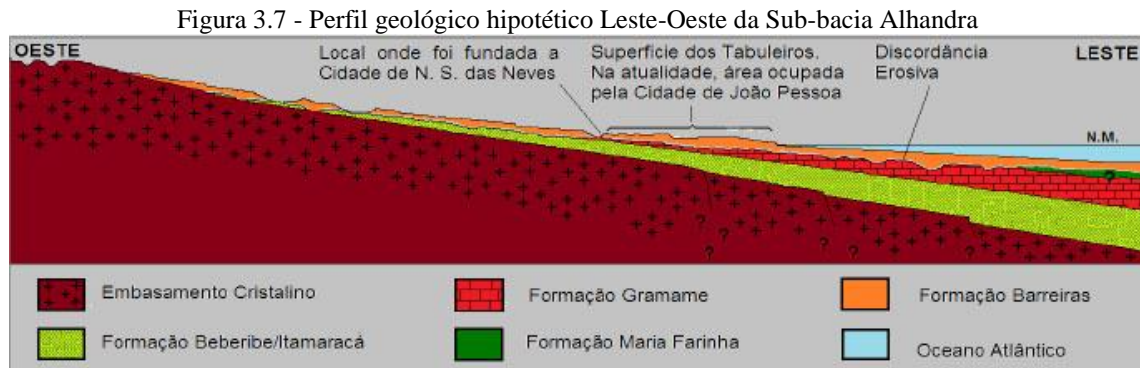 Figura 3.7 - Perfil geológico hipotético Leste-Oeste da Sub-bacia Alhandra
OESTE
Local onde foi fundada a
Cidade de N. S. das Neves
Superfície dos Tabuleiros.
Na atualidade, área ocupada
pela Cidade de João Pessoa
Discordância
Erosiva
LESTE
N.M.
?
?
?
?
?
?
Embasamento Cristalino
Formação Gramame
Formação Barreiras
Formação Beberibe/Itamaracá
Formação Maria Farinha
Oceano Atlântico